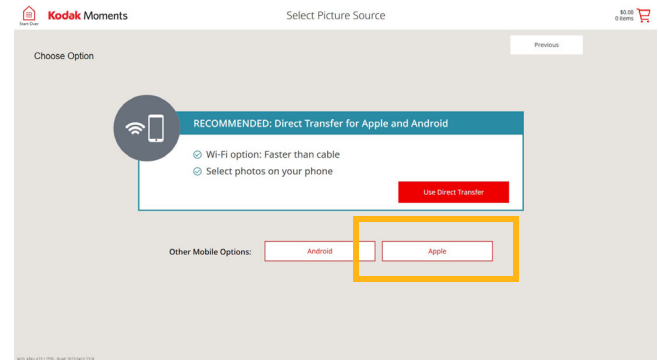 Kodak Moments
Select Picture Source
$0.00
0 items
Start Over
Previous
Choose Option
RECOMMENDED: Direct Transfer for Apple and Android
Wi-Fi option: Faster than cable
Select photos on your phone
Use Direct Transfer
Other Mobile Options:
Android
Apple